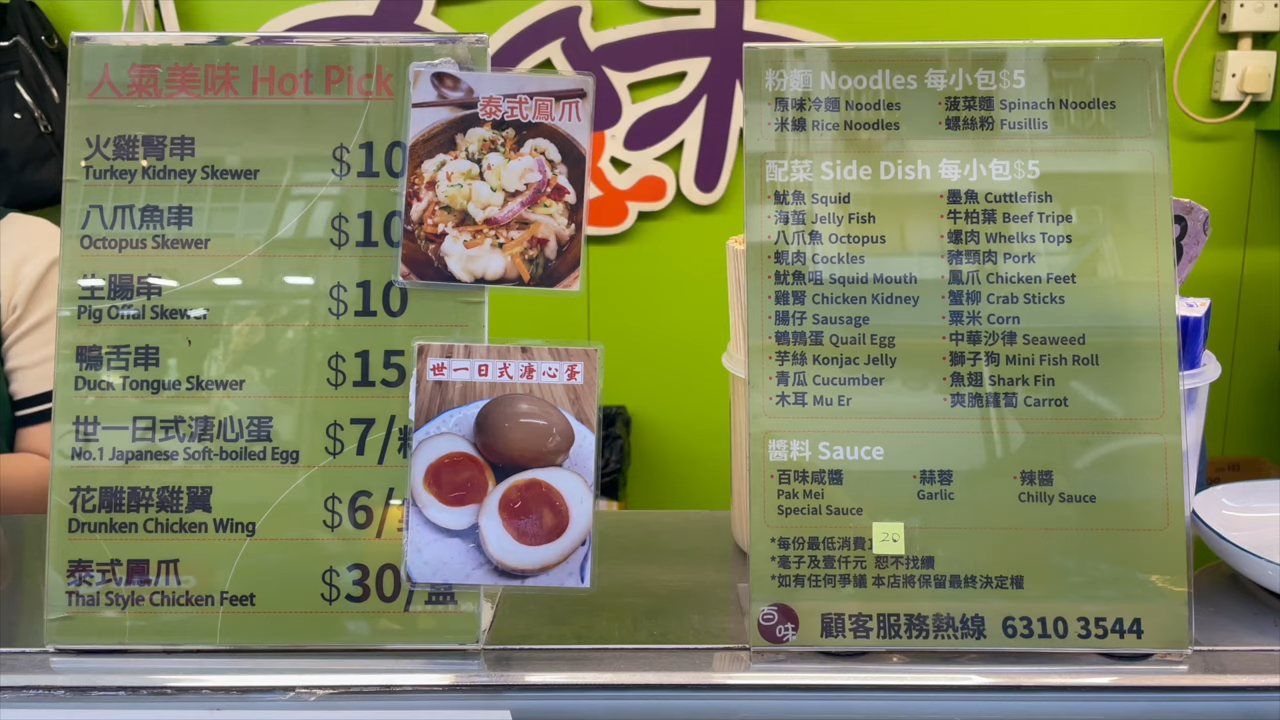 人氣美味 Hot Pick
火雞腎串
Turkey Kidney Skewer
$10
八爪魚串
Octopus Skewer
$10
生腸串
Pig Offal Skewer
$10
鴨舌串
Duck Tongue Skewer
$15
世一日式溏心蛋
No.1 Japanese Soft-boiled Egg
$7/
花雕醉雞翼
Drunken Chicken Wing
$6/
泰式鳳爪
Thai Style Chicken Feet
$30/盒
泰式鳳爪
世一日式溏心蛋
味
粉麵 Noodles 每小包$5
·原味冷麵 Noodles ·菠菜麵 Spinach Noodles
·米線 Rice Noodles ·螺絲粉 Fusillis
配菜 Side Dish 每小包$5
·魷魚 Squid ·墨魚 Cuttlefish
·海蜇 Jelly Fish ·牛柏葉 Beef Tripe
·八爪魚 Octopus ·螺肉 Whelks Tops
·蜆肉 Cockles ·豬頸肉 Pork
·魷魚咀 Squid Mouth ·鳳爪 Chicken Feet
·雞腎 Chicken Kidney ·蟹柳 Crab Sticks
·腸仔 Sausage ·粟米 Corn
·鵪鶉蛋 Quail Egg ·中華沙律 Seaweed
·芋絲 Konjac Jelly ·獅子狗 Mini Fish Roll
·青瓜 Cucumber ·魚翅 Shark Fin
·木耳 Mu Er ·爽脆蘿蔔 Carrot
醬料 Sauce
·百味咸醬 ·蒜蓉 ·辣醬
Pak Mei Garlic Chilly Sauce
Special Sauce
*每份最低消費 20
*毫子及壹仟元 恕不找續
*如有任何爭議 本店將保留最終決定權
百味 顧客服務熱線 6310 3544